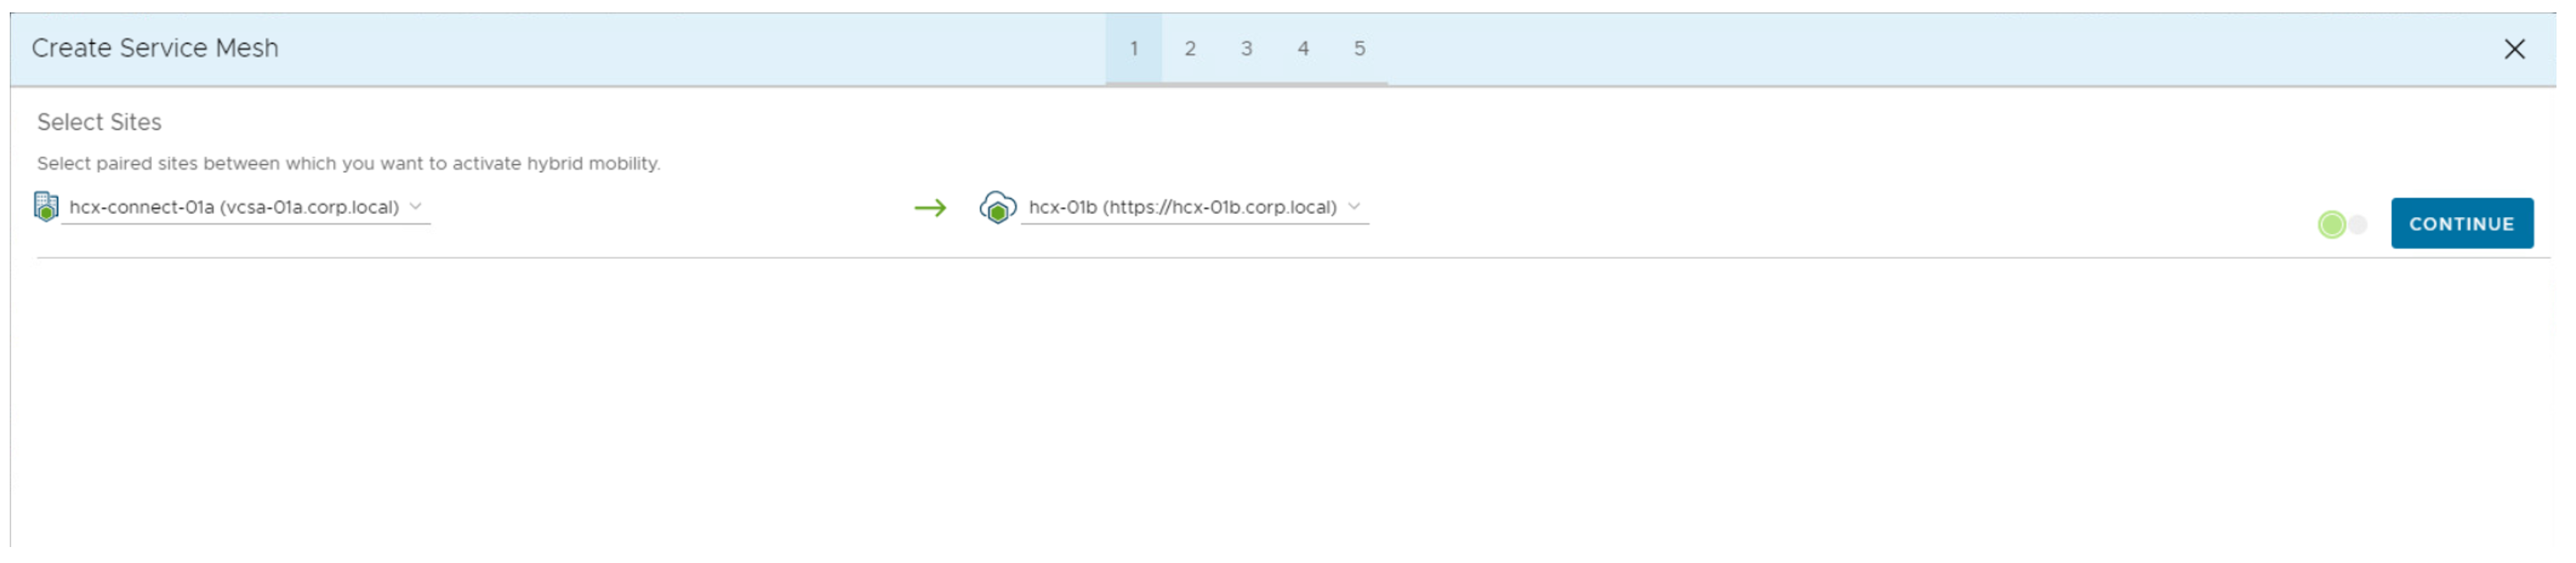 Create Service Mesh
1 2 3 4 5
Select Sites
Select paired sites between which you want to activate hybrid mobility.
hcx-connect-01a (vcsa-01a.corp.local)
hcx-01b (https://hcx-01b.corp.local)
CONTINUE